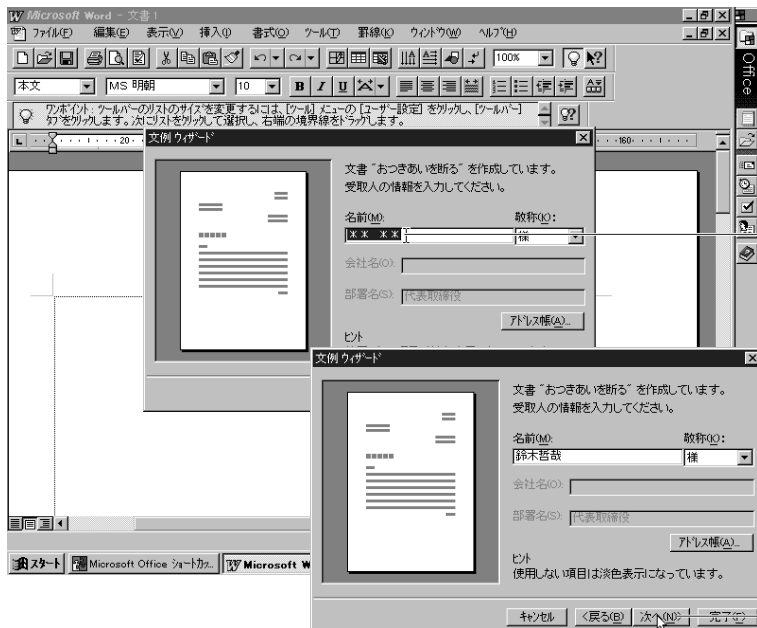 Microsoft Word - 文書1
ファイル(F) 編集(E) 表示(V) 挿入(I) 書式(O) ツール(T) 罫線(K) ウィンドウ(W) ヘルプ(H)
100%
本文 MS 明朝 10 B I U
ワンポイント: ツールバーのリストのサイズを変更するには、[ツール] メニューの [ユーザー設定] をクリックし、[ツールバー]
タブをクリックします。次にリストをクリックして選択し、右端の境界線をドラッグします。
Office
20
160
文例 ウィザード
文書 "おつきあいを断る" を作成しています。
受取人の情報を入力してください。
名前(M): 敬称(K):
** ** 様
会社名(O):
部署名(S): 代表取締役
アドレス帳(A)...
ヒント
文例 ウィザード
文書 "おつきあいを断る" を作成しています。
受取人の情報を入力してください。
名前(M): 敬称(K):
鈴木哲哉 様
会社名(O):
部署名(S): 代表取締役
アドレス帳(A)...
ヒント
使用しない項目は淡色表示になっています。
キャンセル <戻る(B) 次へ(N)> 完了(F)
スタート Microsoft Office ショートカッ... Microsoft W